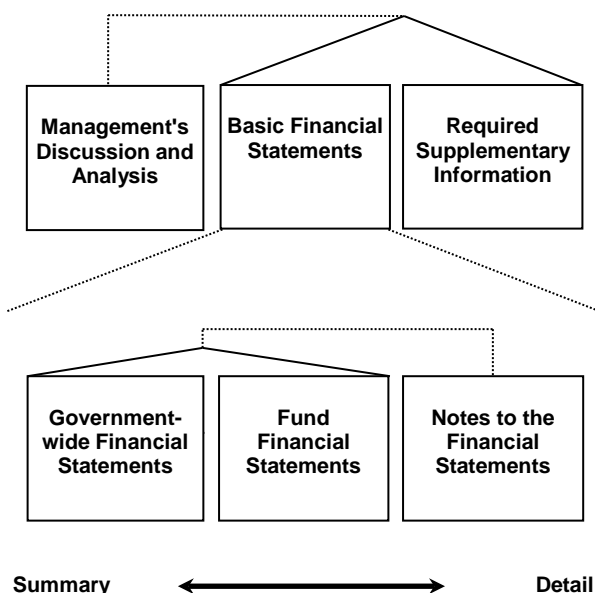 Management's
Discussion and
Analysis
Basic Financial
Statements
Required
Supplementary
Information
Government-
wide Financial
Statements
Fund
Financial
Statements
Notes to the
Financial
Statements
Summary
Detail